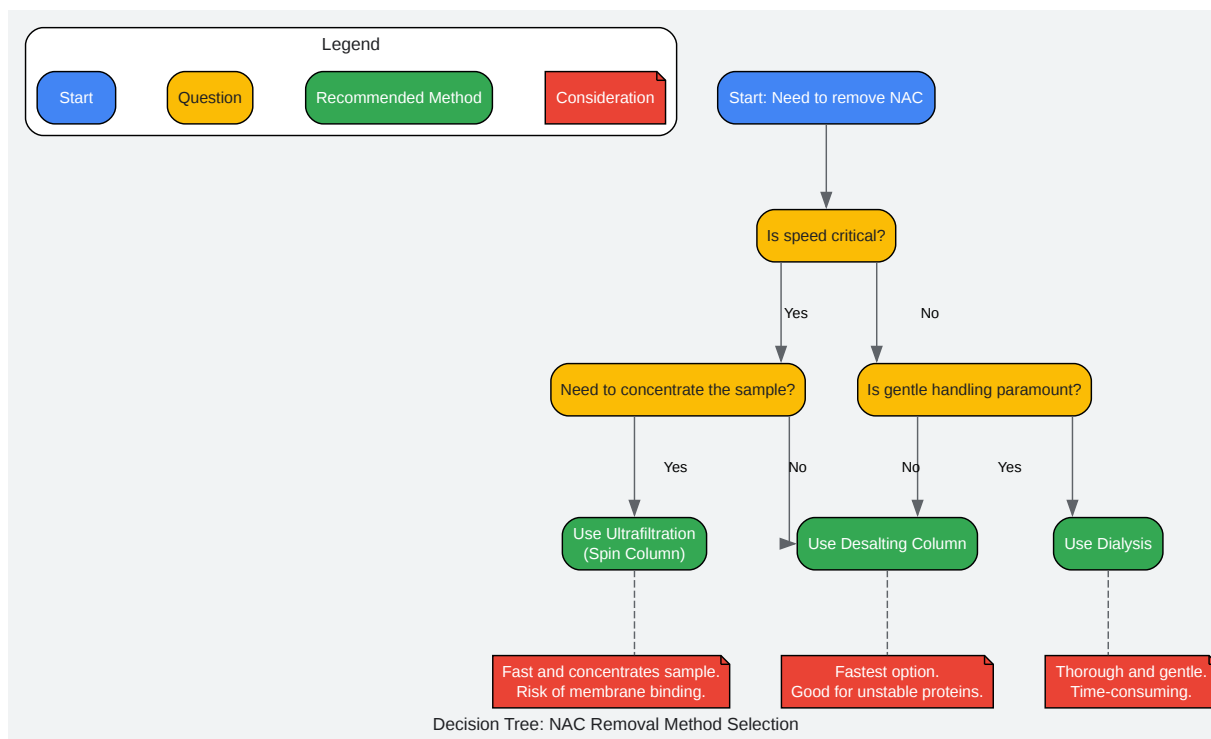 Legend
Start
Question
Recommended Method
Consideration
Start: Need to remove NAC
Is speed critical?
Yes
No
Need to concentrate the sample?
Is gentle handling paramount?
Yes
No
No
Yes
Use Ultrafiltration
(Spin Column)
Use Desalting Column
Use Dialysis
Fast and concentrates sample.
Risk of membrane binding.
Fastest option.
Good for unstable proteins.
Thorough and gentle.
Time-consuming.
Decision Tree: NAC Removal Method Selection